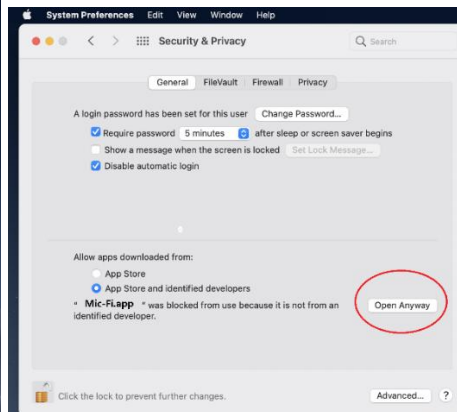 System Preferences Edit View Window Help
Security & Privacy
Search
General FileVault Firewall Privacy
A login password has been set for this user Change Password...
Require password 5 minutes after sleep or screen saver begins
Show a message when the screen is locked Set Lock Message...
Disable automatic login
Allow apps downloaded from:
App Store
App Store and identified developers
" Mic-Fi.app " was blocked from use because it is not from an
identified developer.
Open Anyway
Click the lock to prevent further changes.
Advanced... ?